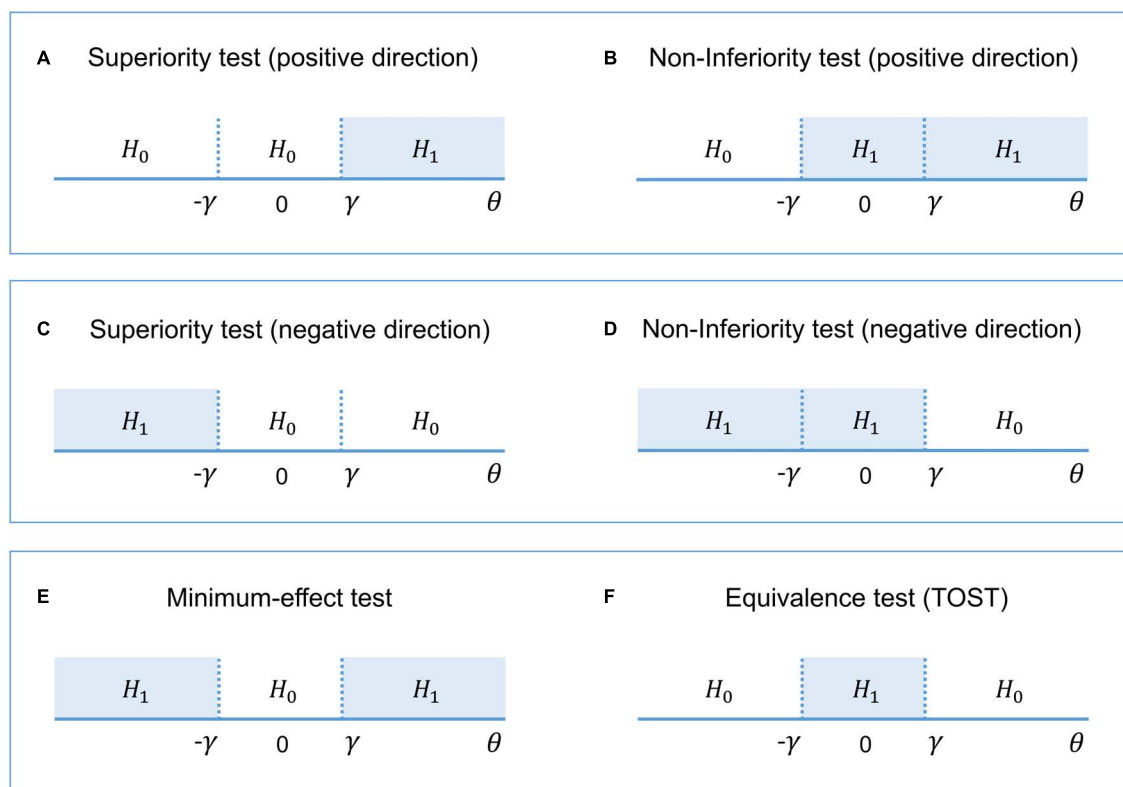 A Superiority test (positive direction)
H₀ H₀ H₁
-γ 0 γ θ
B Non-Inferiority test (positive direction)
H₀ H₁ H₁
-γ 0 γ θ
C Superiority test (negative direction)
H₁ H₀ H₀
-γ 0 γ θ
D Non-Inferiority test (negative direction)
H₁ H₁ H₀
-γ 0 γ θ
E Minimum-effect test
H₁ H₀ H₁
-γ 0 γ θ
F Equivalence test (TOST)
H₀ H₁ H₀
-γ 0 γ θ